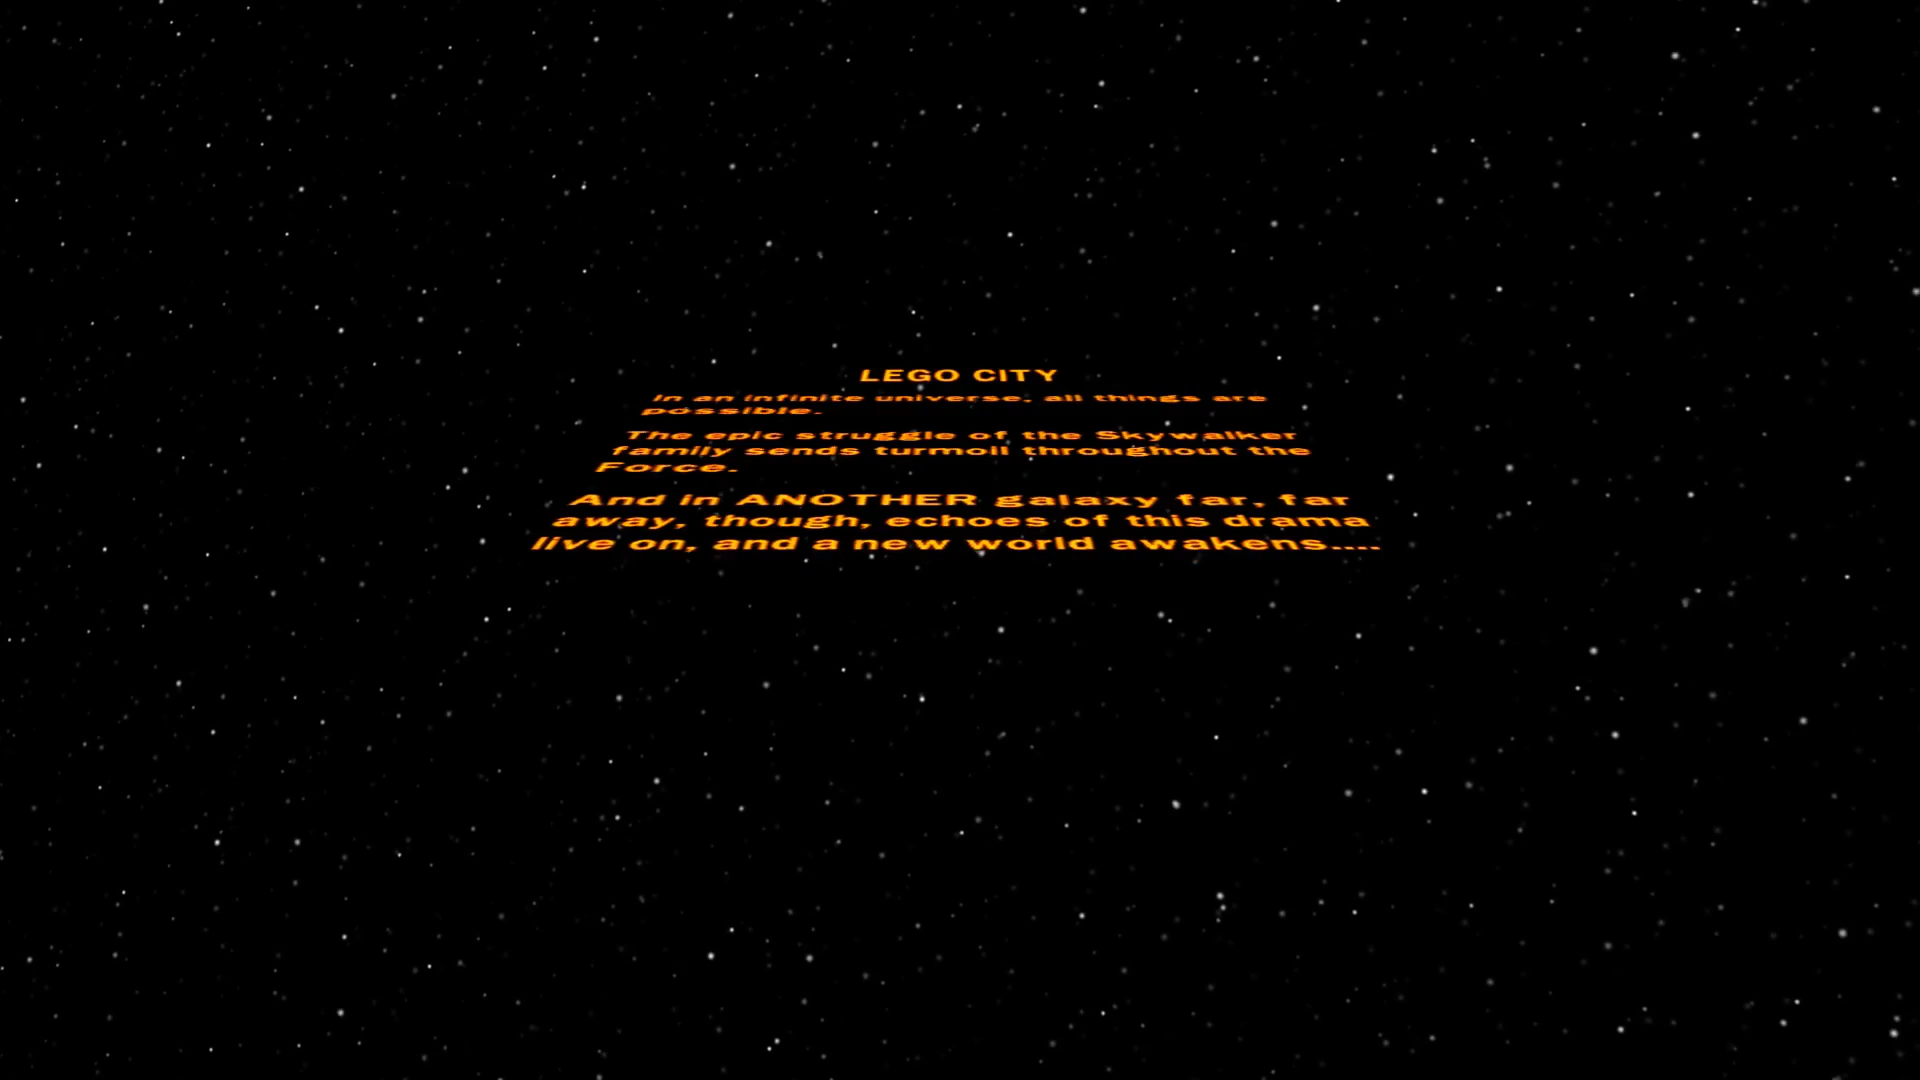 LEGO CITY
In an infinite universe, all things are
possible.
The epic struggle of the Skywalker
family sends turmoil throughout the
Force.
And in ANOTHER galaxy far, far
away, though, echoes of this drama
live on, and a new world awakens....